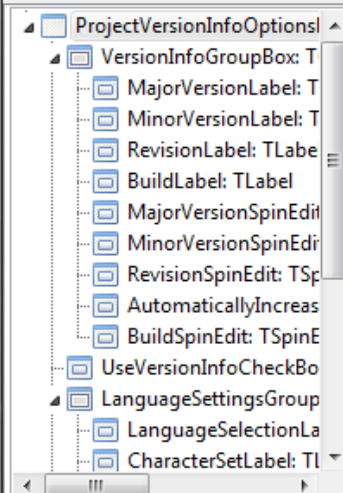 ProjectVersionInfoOptions
VersionInfoGroupBox: T
MajorVersionLabel: T
MinorVersionLabel: T
RevisionLabel: TLabe
BuildLabel: TLabel
MajorVersionSpinEdit
MinorVersionSpinEdi
RevisionSpinEdit: TSp
AutomaticallyIncreas
BuildSpinEdit: TSpinE
UseVersionInfoCheckBo
LanguageSettingsGroup
LanguageSelectionLa
CharacterSetLabel: TL